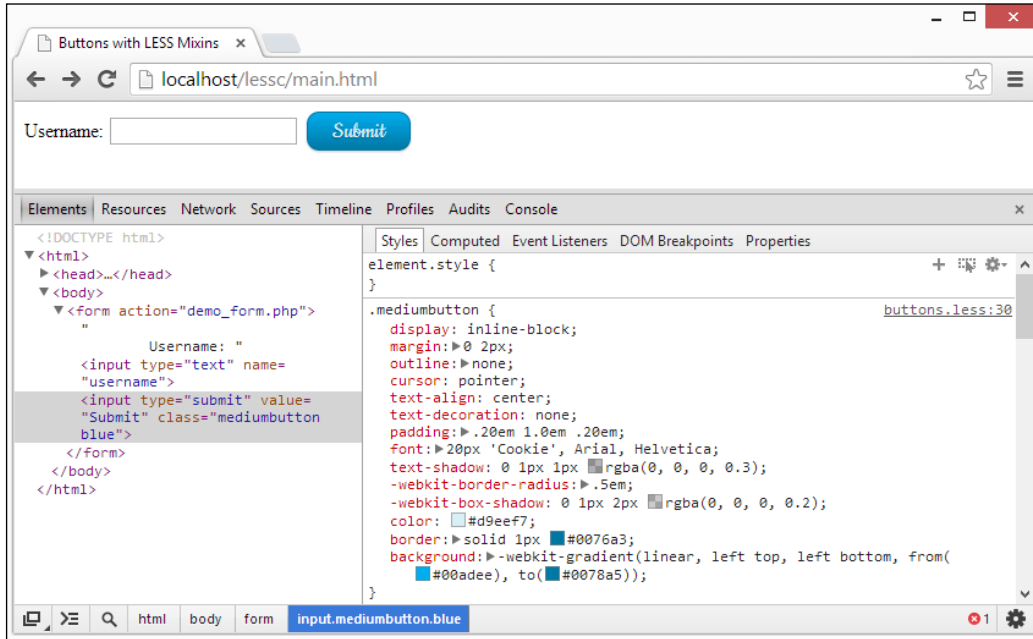 Buttons with LESS Mixins
localhost/lessc/main.html
Username: Submit
Elements Resources Network Sources Timeline Profiles Audits Console
<!DOCTYPE html>
<html>
<head>…</head>
<body>
<form action="demo_form.php">
"
Username: "
<input type="text" name=
"username">
<input type="submit" value=
"Submit" class="mediumbutton
blue">
</form>
</body>
</html>
Styles Computed Event Listeners DOM Breakpoints Properties
element.style {
}
.mediumbutton { buttons.less:30
display: inline-block;
margin: 0 2px;
outline: none;
cursor: pointer;
text-align: center;
text-decoration: none;
padding: .20em 1.0em .20em;
font: 20px 'Cookie', Arial, Helvetica;
text-shadow: 0 1px 1px rgba(0, 0, 0, 0.3);
-webkit-border-radius: .5em;
-webkit-box-shadow: 0 1px 2px rgba(0, 0, 0, 0.2);
color: #d9eef7;
border: solid 1px #0076a3;
background: -webkit-gradient(linear, left top, left bottom, from(
#00adee), to( #0078a5));
}
html body form input.mediumbutton.blue 1